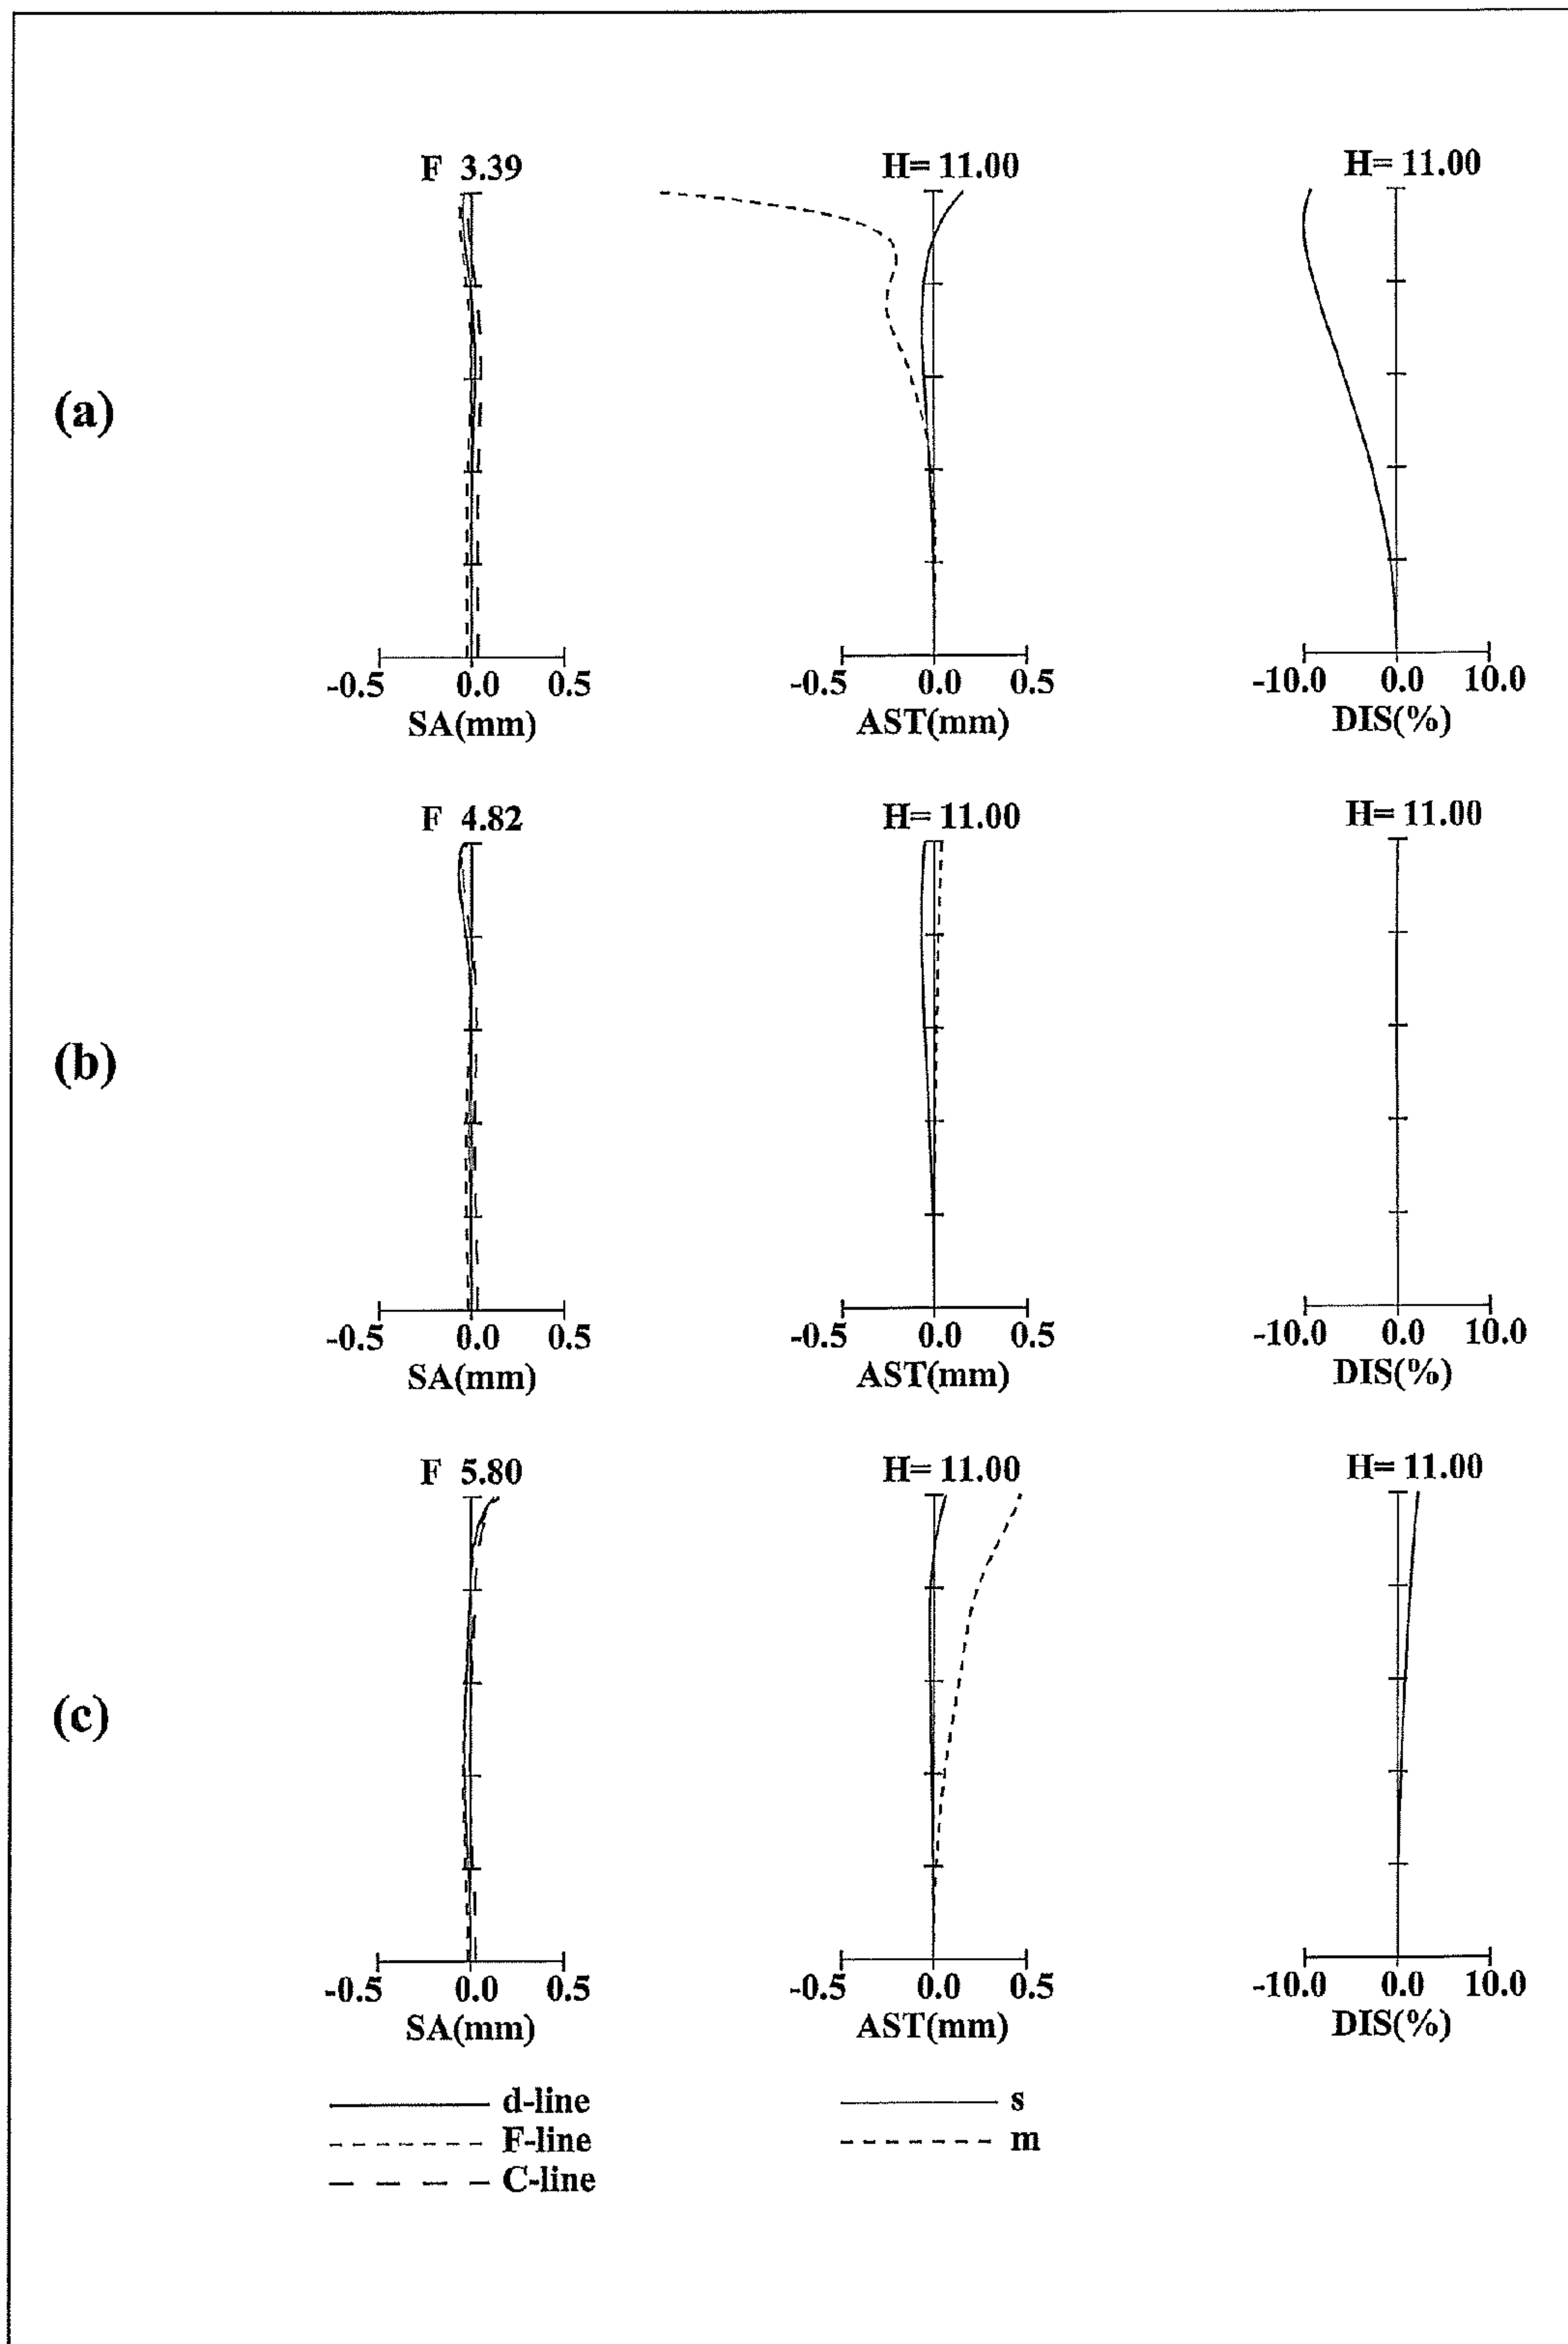 F 3.39 H= 11.00 H= 11.00
(a)
-0.5 0.0 0.5 -0.5 0.0 0.5 -10.0 0.0 10.0
SA(mm) AST(mm) DIS(%)
F 4.82 H= 11.00 H= 11.00
(b)
-0.5 0.0 0.5 -0.5 0.0 0.5 -10.0 0.0 10.0
SA(mm) AST(mm) DIS(%)
F 5.80 H= 11.00 H= 11.00
(c)
-0.5 0.0 0.5 -0.5 0.0 0.5 -10.0 0.0 10.0
SA(mm) AST(mm) DIS(%)
d-line s
F-line m
C-line